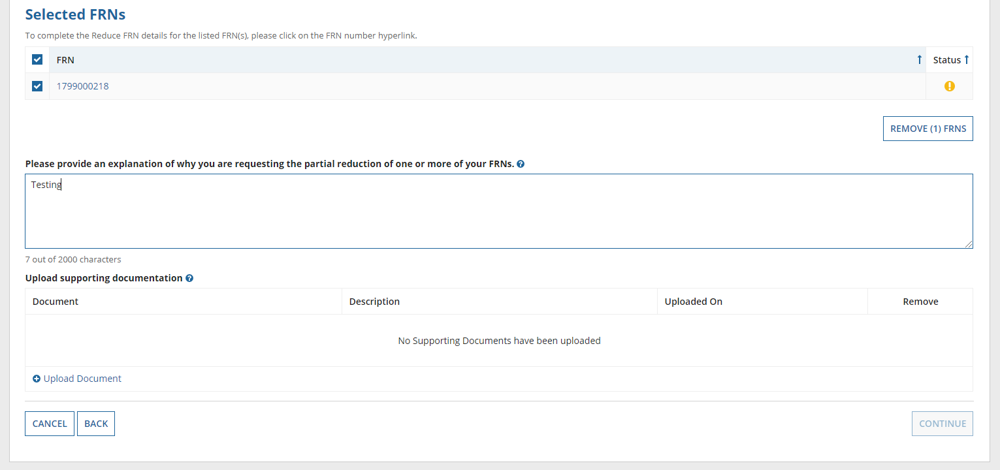 Selected FRNs
To complete the Reduce FRN details for the listed FRN(s), please click on the FRN number hyperlink.
FRN Status
1799000218
REMOVE (1) FRNS
Please provide an explanation of why you are requesting the partial reduction of one or more of your FRNs.
Testing
7 out of 2000 characters
Upload supporting documentation
Document Description Uploaded On Remove
No Supporting Documents have been uploaded
Upload Document
CANCEL BACK CONTINUE